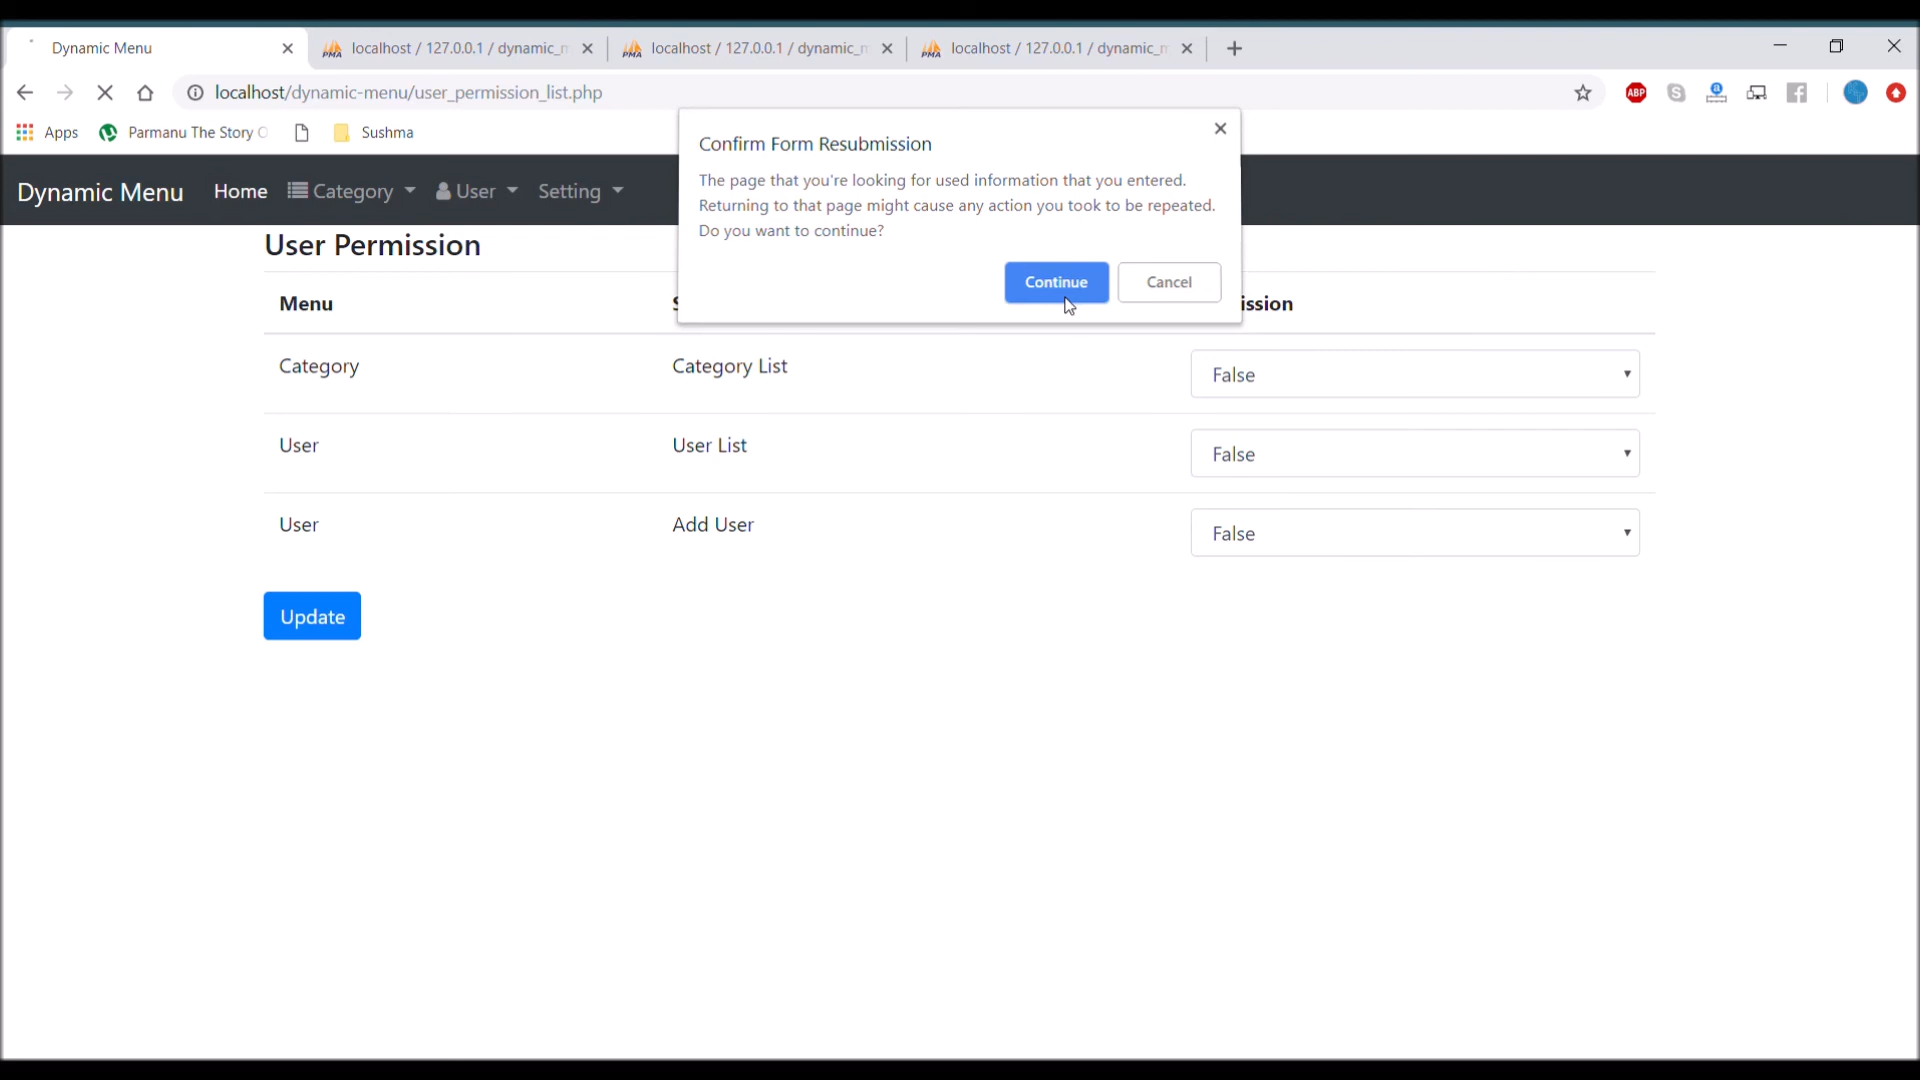 Dynamic Menu
localhost / 127.0.0.1 / dynamic_m
localhost / 127.0.0.1 / dynamic_m
localhost / 127.0.0.1 / dynamic_m
localhost/dynamic-menu/user_permission_list.php
ABP
Apps
Parmanu The Story O
Sushma
Dynamic Menu
Home
Category
User
Setting
Confirm Form Resubmission
The page that you're looking for used information that you entered.
Returning to that page might cause any action you took to be repeated.
Do you want to continue?
Continue
Cancel
User Permission
Menu
ission
Category
Category List
False
User
User List
False
User
Add User
False
Update